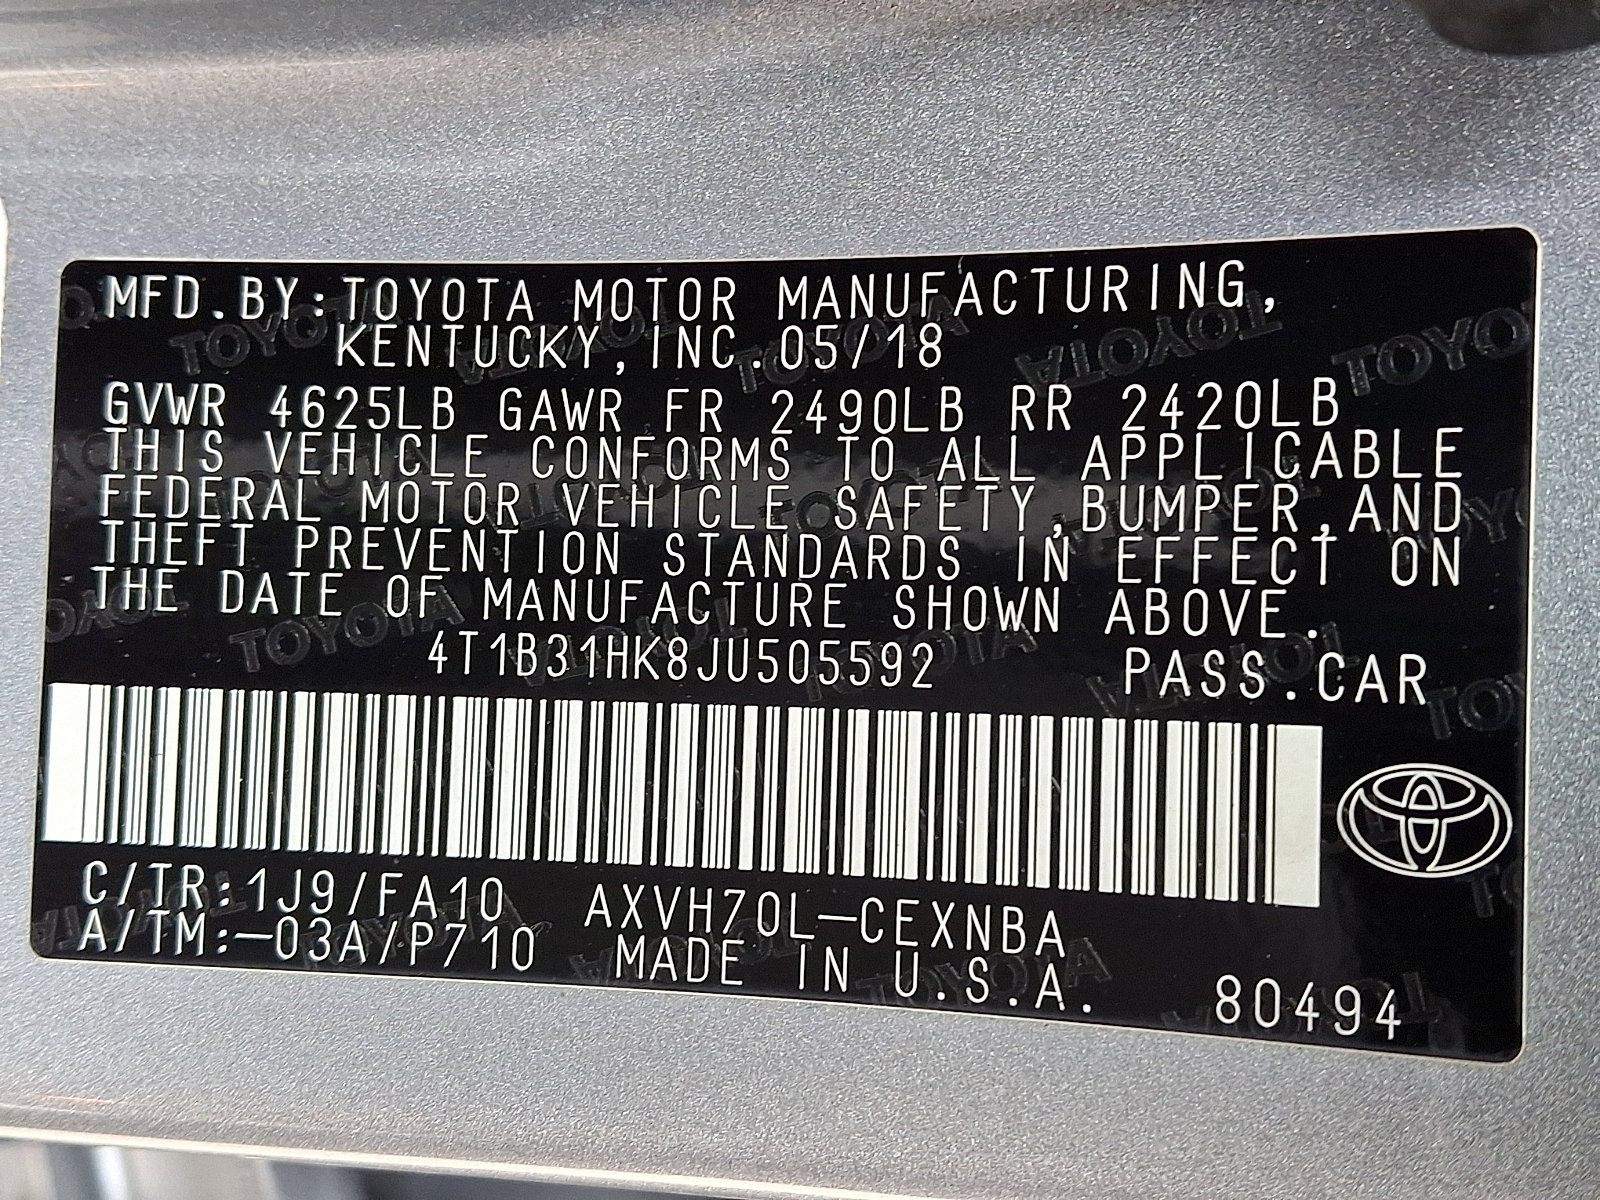 MFD.BY:TOYOTA MOTOR MANUFACTURING,
KENTUCKY,INC.05/18
GVWR 4625LB GAWR FR 2490LB RR 2420LB
THIS VEHICLE CONFORMS TO ALL APPLICABLE
FEDERAL MOTOR VEHICLE SAFETY,BUMPER,AND
THEFT PREVENTION STANDARDS IN EFFECT ON
THE DATE OF MANUFACTURE SHOWN ABOVE.
4T1B31HK8JU505592 PASS.CAR
C/TR:1J9/FA10 AXVH70L-CEXNBA
A/TM:-03A/P710 MADE IN U.S.A. 80494